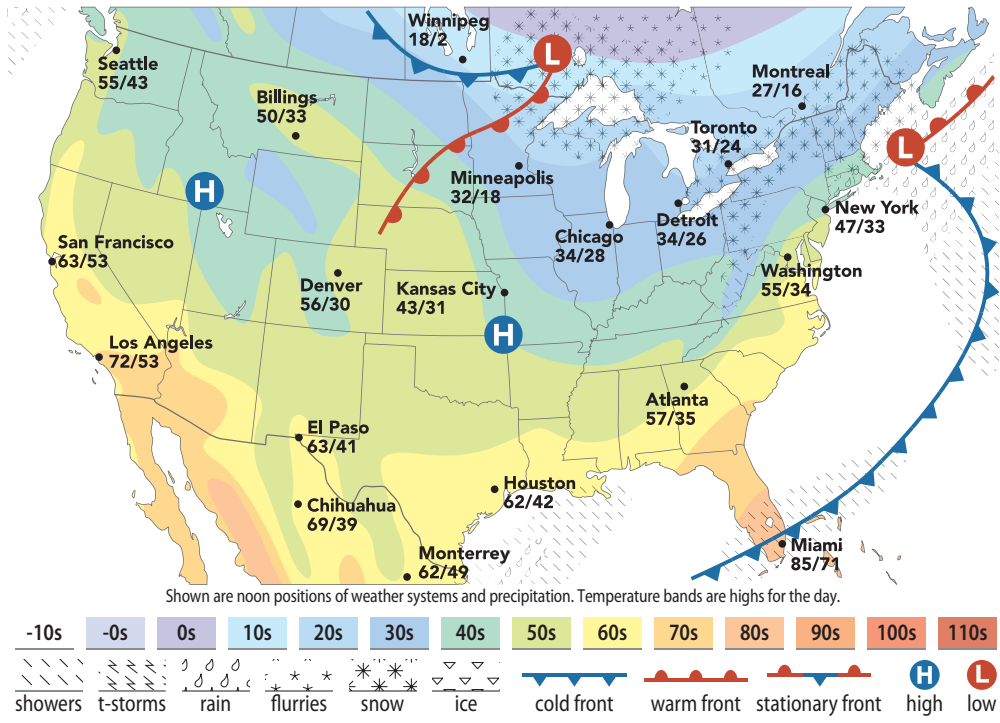 Winnipeg
18/2
L
Seattle
55/43
Montreal
27/16
Billings
50/33
Toronto
31/24
L
Minneapolis
32/18
H
New York
47/33
Detroit
34/26
Chicago
34/28
San Francisco
63/53
Washington
55/34
Denver
56/30
Kansas City
43/31
H
Los Angeles
72/53
Atlanta
57/35
El Paso
63/41
Houston
62/42
Chihuahua
69/39
Miami
85/71
Monterrey
62/49
Shown are noon positions of weather systems and precipitation. Temperature bands are highs for the day.
-10s -0s 0s 10s 20s 30s 40s 50s 60s 70s 80s 90s 100s 110s
H L
showers t-storms rain flurries snow ice cold front warm front stationary front high low